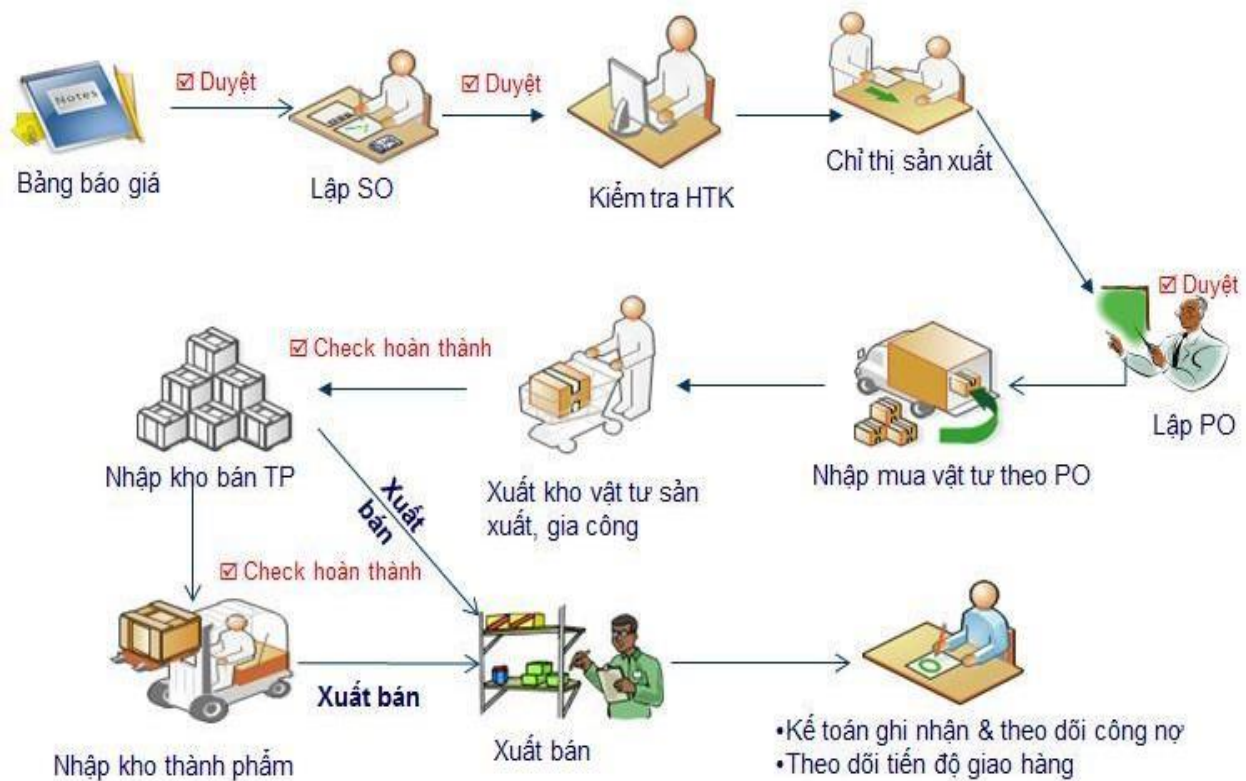 Notes
☑ Duyệt
☑ Duyệt
Bảng báo giá
Lập SO
Kiểm tra HTK
Chỉ thị sản xuất
☑ Duyệt
Lập PO
☑ Check hoàn thành
Nhập kho bán TP
Xuất kho vật tư sản
xuất, gia công
Nhập mua vật tư theo PO
Xuất
bán
☑ Check hoàn thành
Xuất bán
Nhập kho thành phẩm
Xuất bán
•Kế toán ghi nhận & theo dõi công nợ
•Theo dõi tiến độ giao hàng